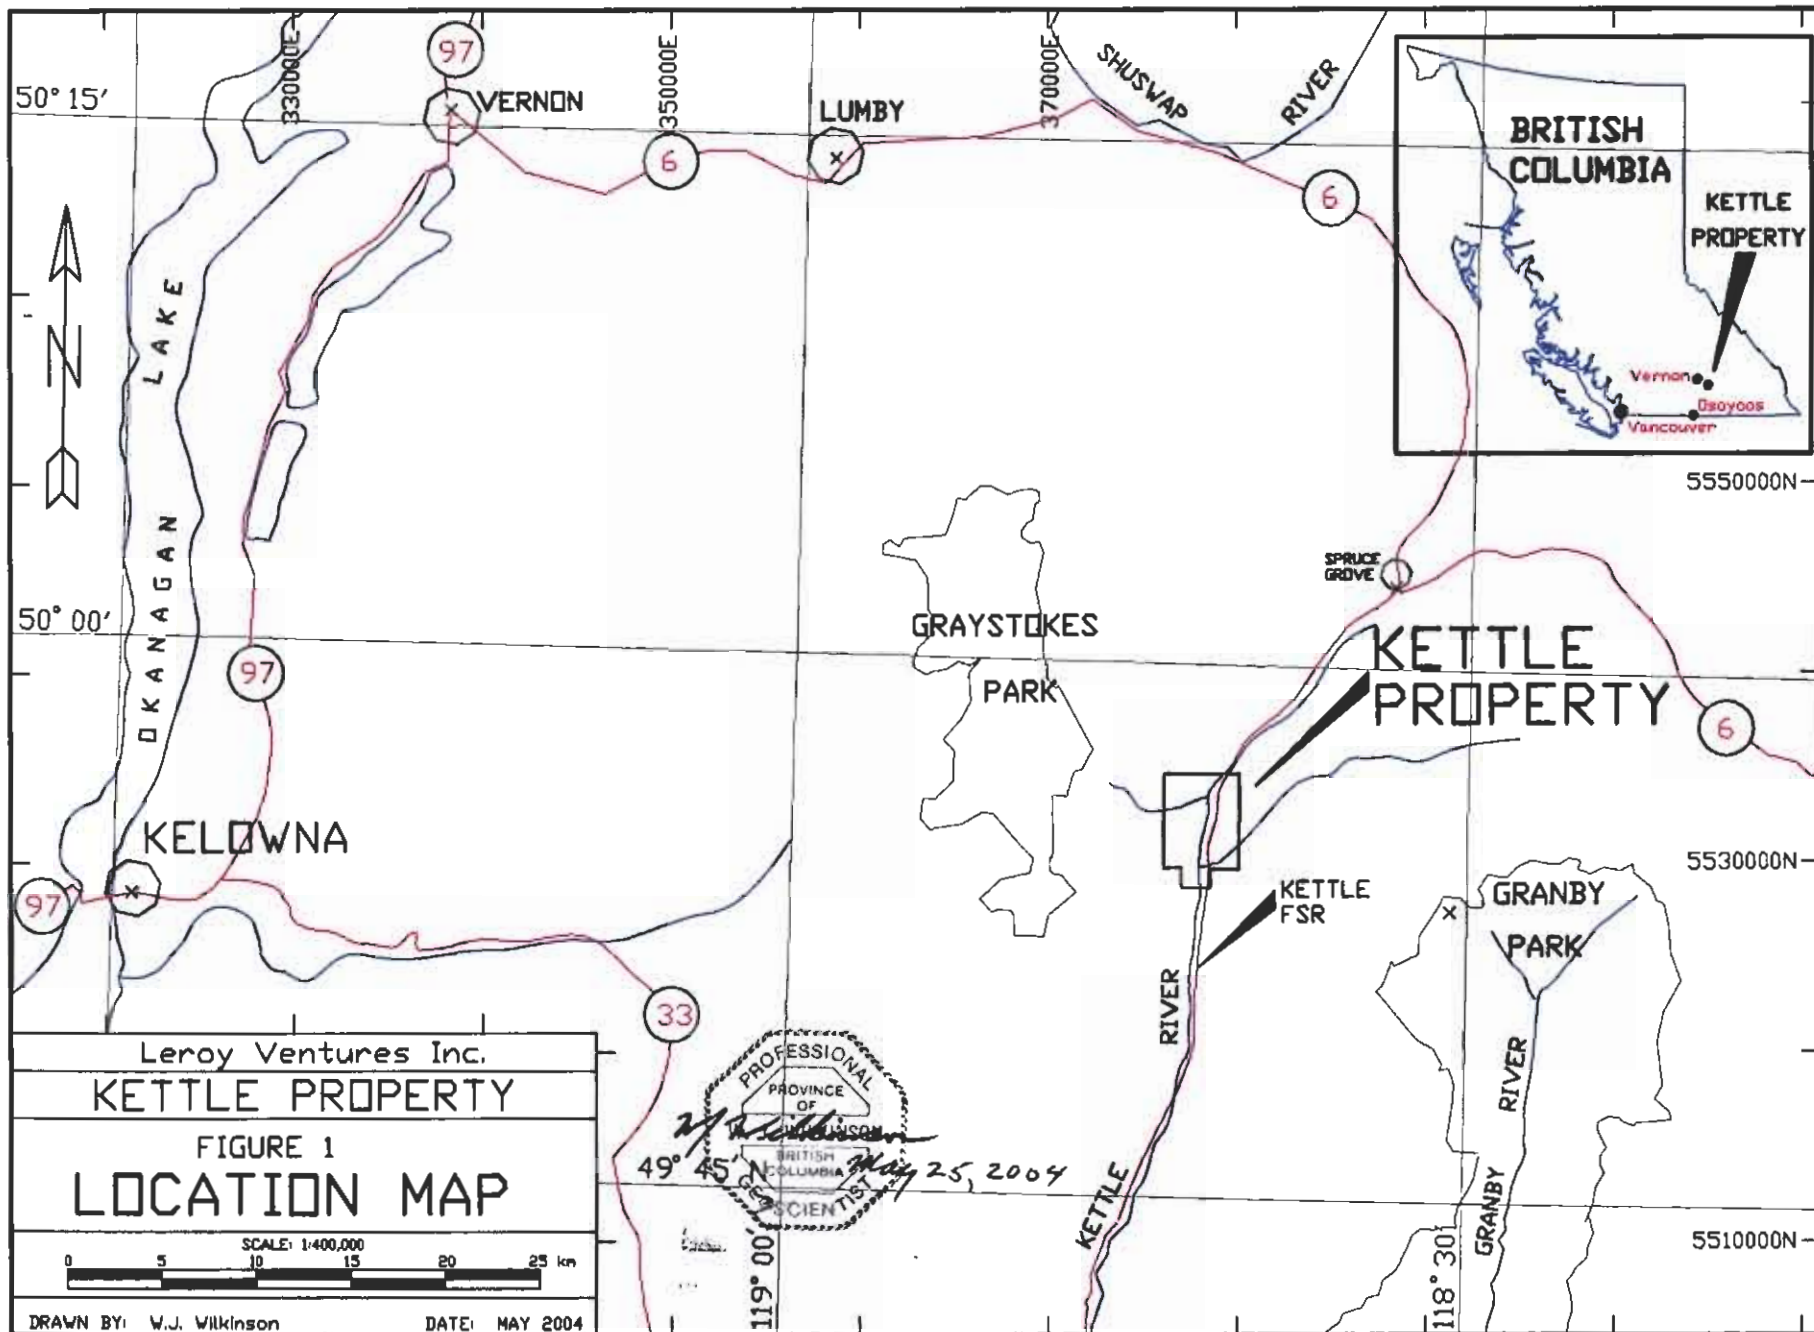 97
330000E
350000E
370000E
50° 15'
VERNON
LUMBY
SHUSWAP
RIVER
6
6
BRITISH
COLUMBIA
KETTLE
PROPERTY
Vernon
Osoyoos
Vancouver
LAKE
N
5550000N
OKANAGAN
SPRUCE
GROVE
50° 00'
GRAYSTOKES
PARK
KETTLE
PROPERTY
97
6
KELOWNA
5530000N
97
KETTLE
FSR
GRANBY
PARK
RIVER
33
RIVER
Leroy Ventures Inc.
KETTLE PROPERTY
FIGURE 1
LOCATION MAP
SCALE: 1:400,000
0 5 10 15 20 25 km
DRAWN BY: W.J. Wilkinson
DATE: MAY 2004
PROFESSIONAL
PROVINCE
OF
W.J. WILKINSON
BRITISH
COLUMBIA
GEOSCIENTIST
May 25, 2004
49° 45' N
119° 00'
KETTLE
GRANBY
118° 30'
5510000N